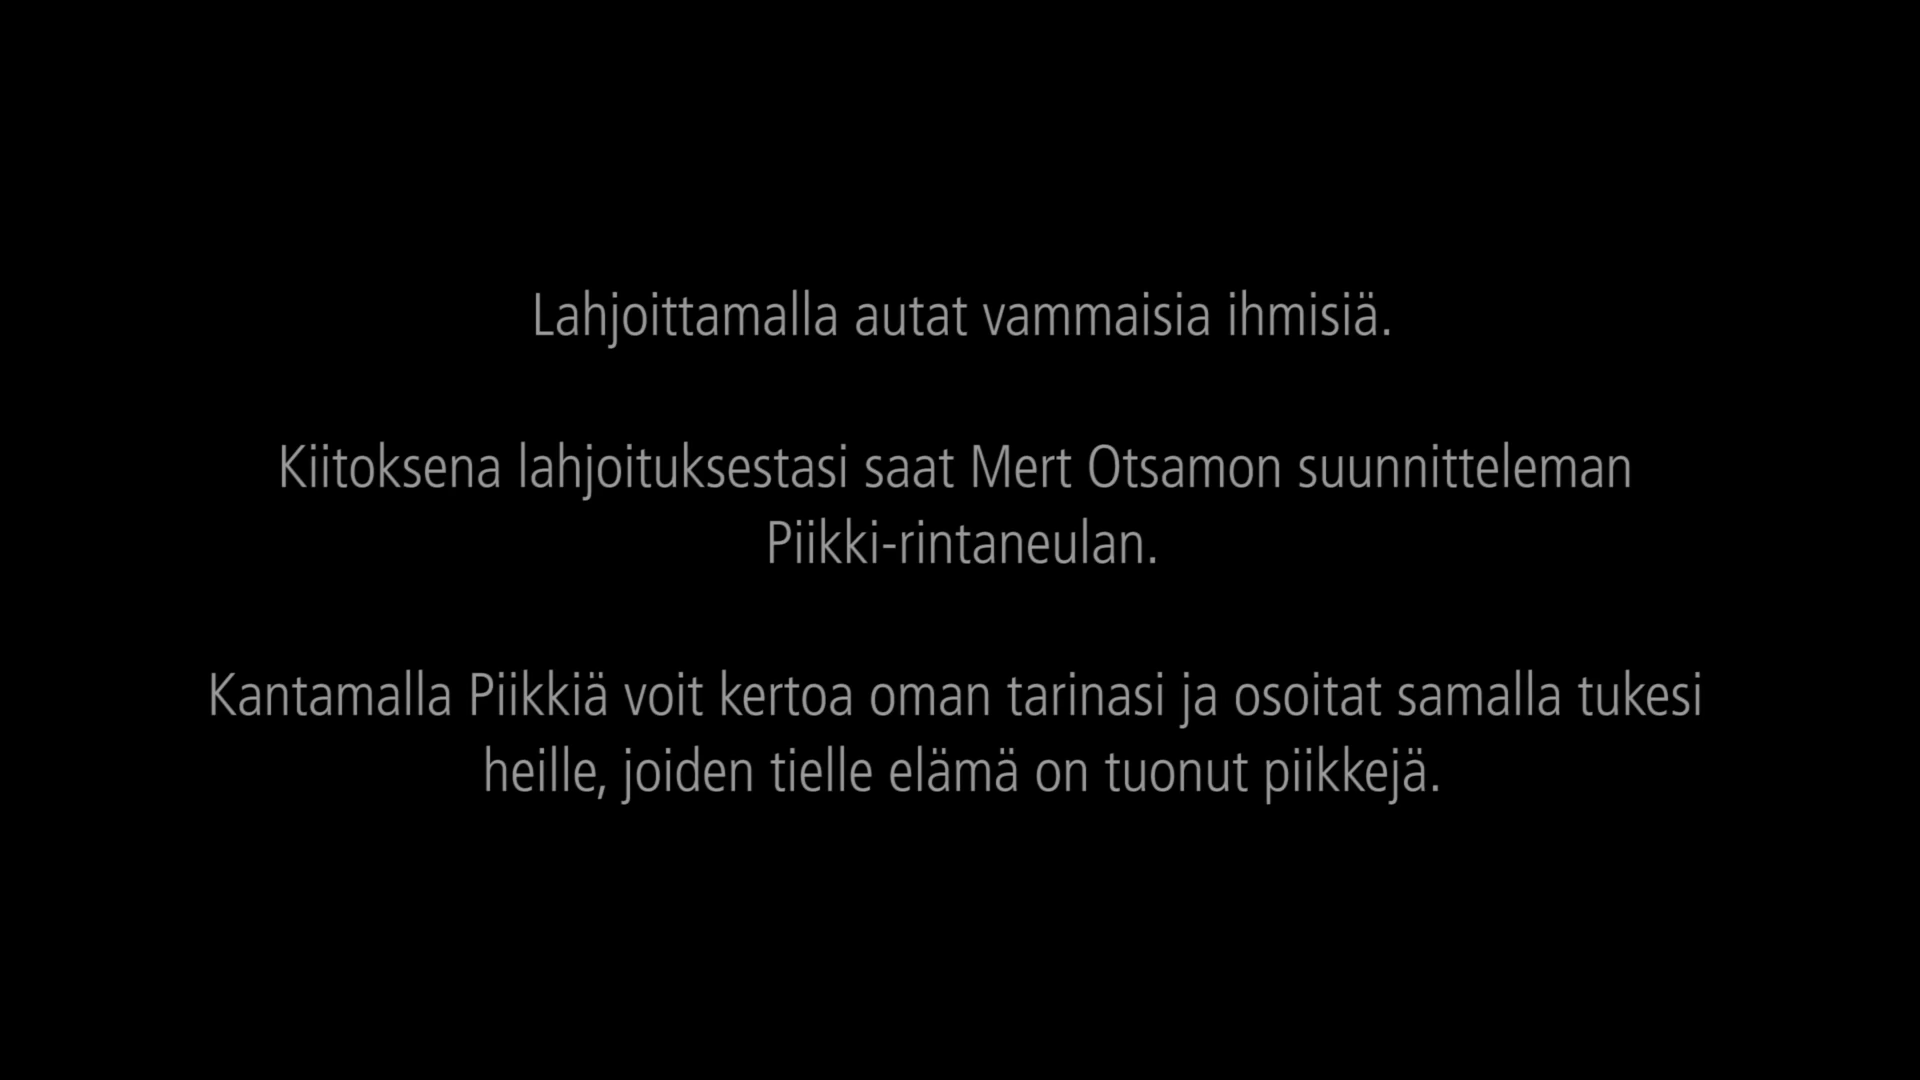 Lahjoittamalla autat vammaisia ihmisiä.
Kiitoksena lahjoituksestasi saat Mert Otsamon suunnitteleman
Piikki-rintaneulan.
Kantamalla Piikkiä voit kertoa oman tarinasi ja osoitat samalla tukesi
heille, joiden tielle elämä on tuonut piikkejä.